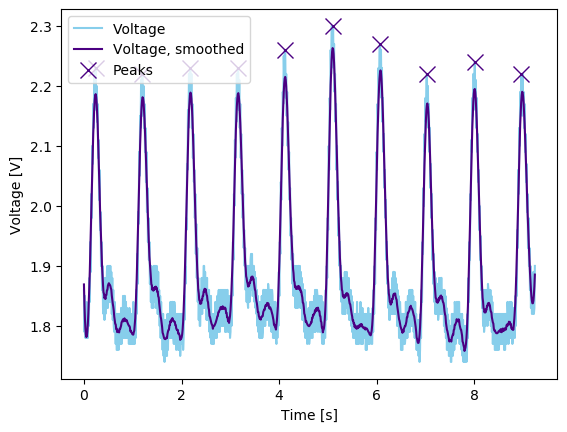 Voltage
Voltage, smoothed
Peaks
2.3
2.2
2.1
2.0
1.9
1.8
Voltage [V]
0
2
4
6
8
Time [s]